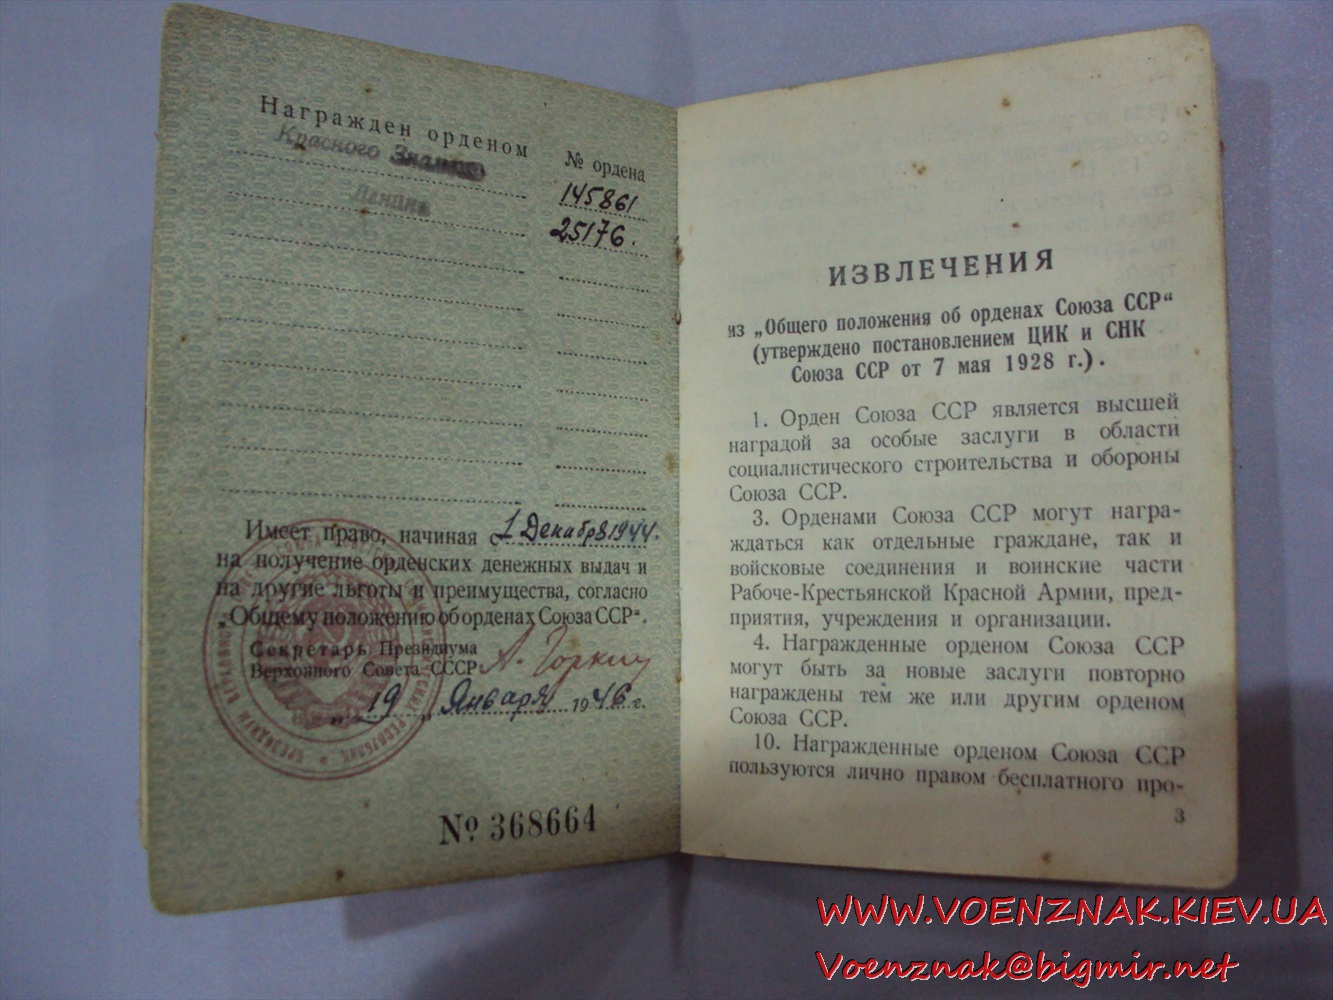 Награжден орденом
№ ордена
Красного Знамя
145861
Ленина
25176.
Имеет право, начиная с 1 Декабря 1944.
на получение орденских денежных выдач и
на другие льготы и преимущества, согласно
„Общему положению об орденах Союза ССР“.
Секретарь Президиума
Верховного Совета СССР А. Горкин
„19„ Января 1946 г.
№ 368664
ИЗВЛЕЧЕНИЯ
из „Общего положения об орденах Союза ССР“
(утверждено постановлением ЦИК и СНК
Союза ССР от 7 мая 1928 г.).
1. Орден Союза ССР является высшей
наградой за особые заслуги в области
социалистического строительства и обороны
Союза ССР.
3. Орденами Союза ССР могут награ-
ждаться как отдельные граждане, так и
войсковые соединения и воинские части
Рабоче-Крестьянской Красной Армии, пред-
приятия, учреждения и организации.
4. Награжденные орденом Союза ССР
могут быть за новые заслуги повторно
награждены тем же или другим орденом
Союза ССР.
10. Награжденные орденом Союза ССР
пользуются лично правом бесплатного про-
3
WWW.VOENZNAK.KIEV.UA
Voenznak@bigmir.net